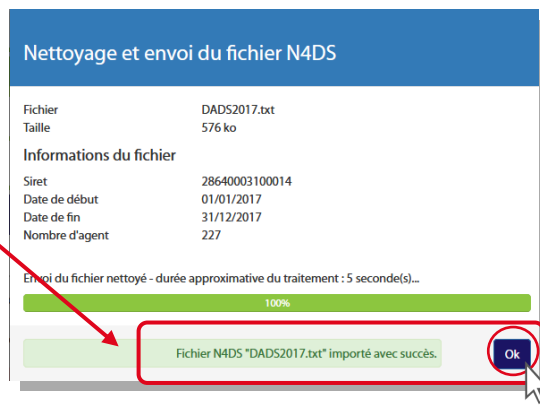 Nettoyage et envoi du fichier N4DS
Fichier DADS2017.txt
Taille 576 ko
Informations du fichier
Siret 28640003100014
Date de début 01/01/2017
Date de fin 31/12/2017
Nombre d'agent 227
Envoi du fichier nettoyé - durée approximative du traitement : 5 seconde(s)...
100%
Fichier N4DS "DADS2017.txt" importé avec succès.
Ok